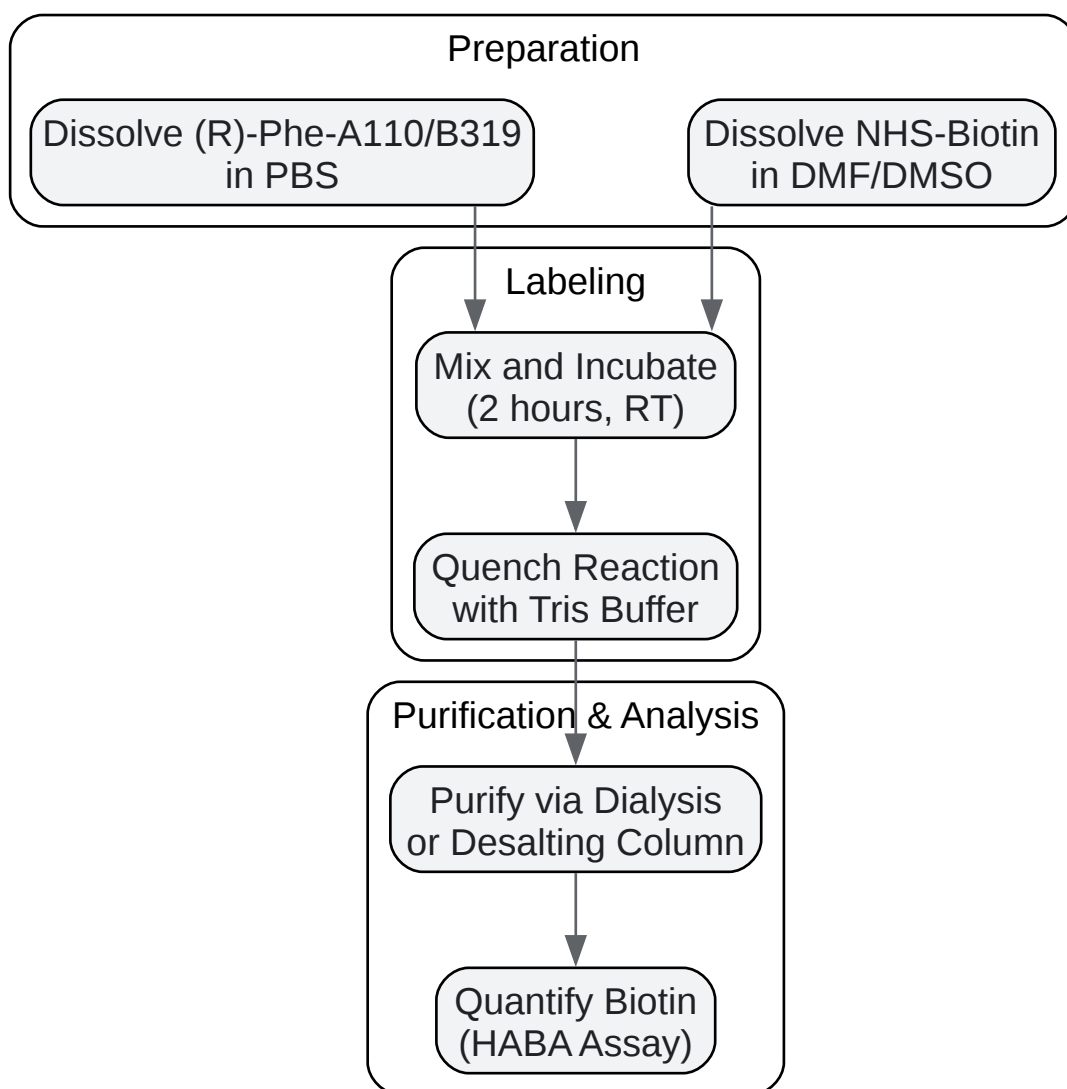 Preparation
Dissolve (R)-Phe-A110/B319
in PBS
Dissolve NHS-Biotin
in DMF/DMSO
Labeling
Mix and Incubate
(2 hours, RT)
Quench Reaction
with Tris Buffer
Purification & Analysis
Purify via Dialysis
or Desalting Column
Quantify Biotin
(HABA Assay)